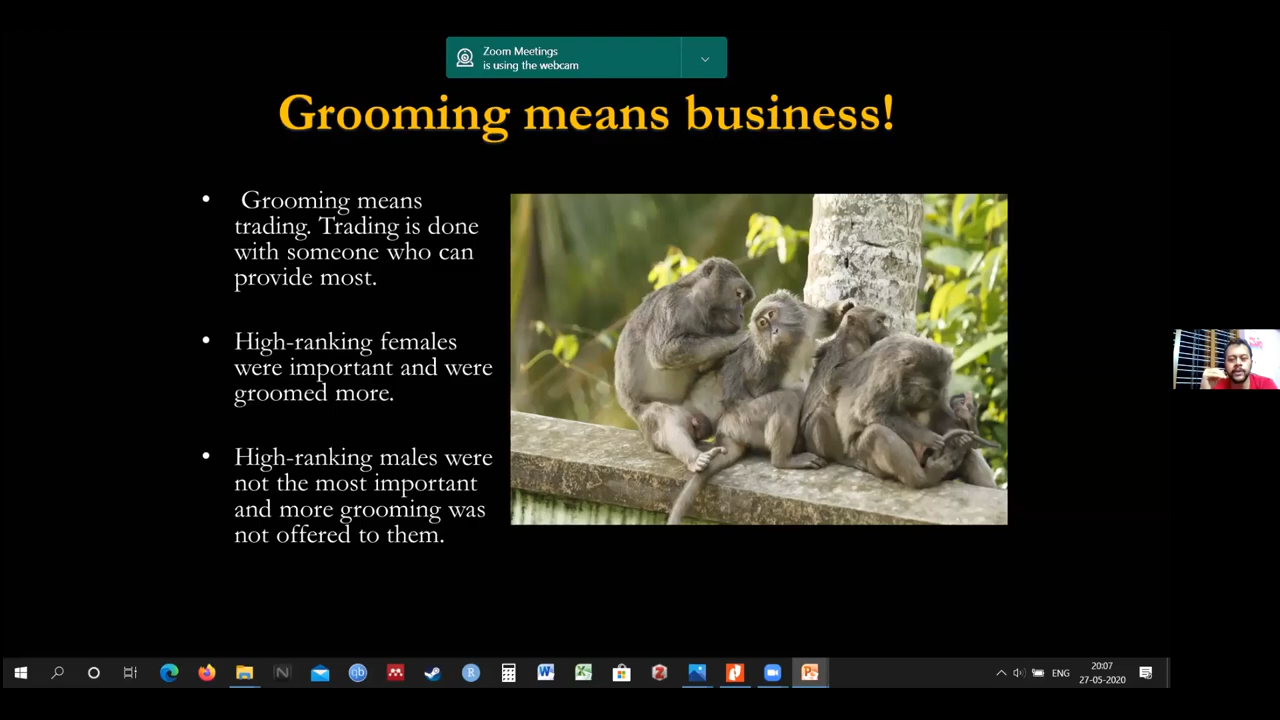 Zoom Meetings
is using the webcam
Grooming means business!
• Grooming means
trading. Trading is done
with someone who can
provide most.
• High-ranking females
were important and were
groomed more.
• High-ranking males were
not the most important
and more grooming was
not offered to them.
ENG
20:07
27-05-2020